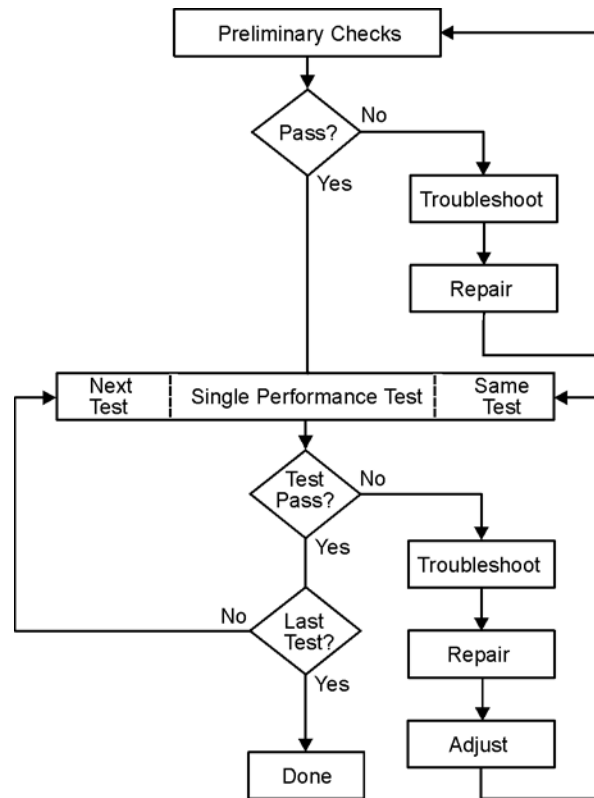 Preliminary Checks
Pass?
No
Yes
Troubleshoot
Repair
Next
Test
Single Performance Test
Same
Test
Test
Pass?
No
Yes
Troubleshoot
No
Last
Test?
Repair
Yes
Adjust
Done